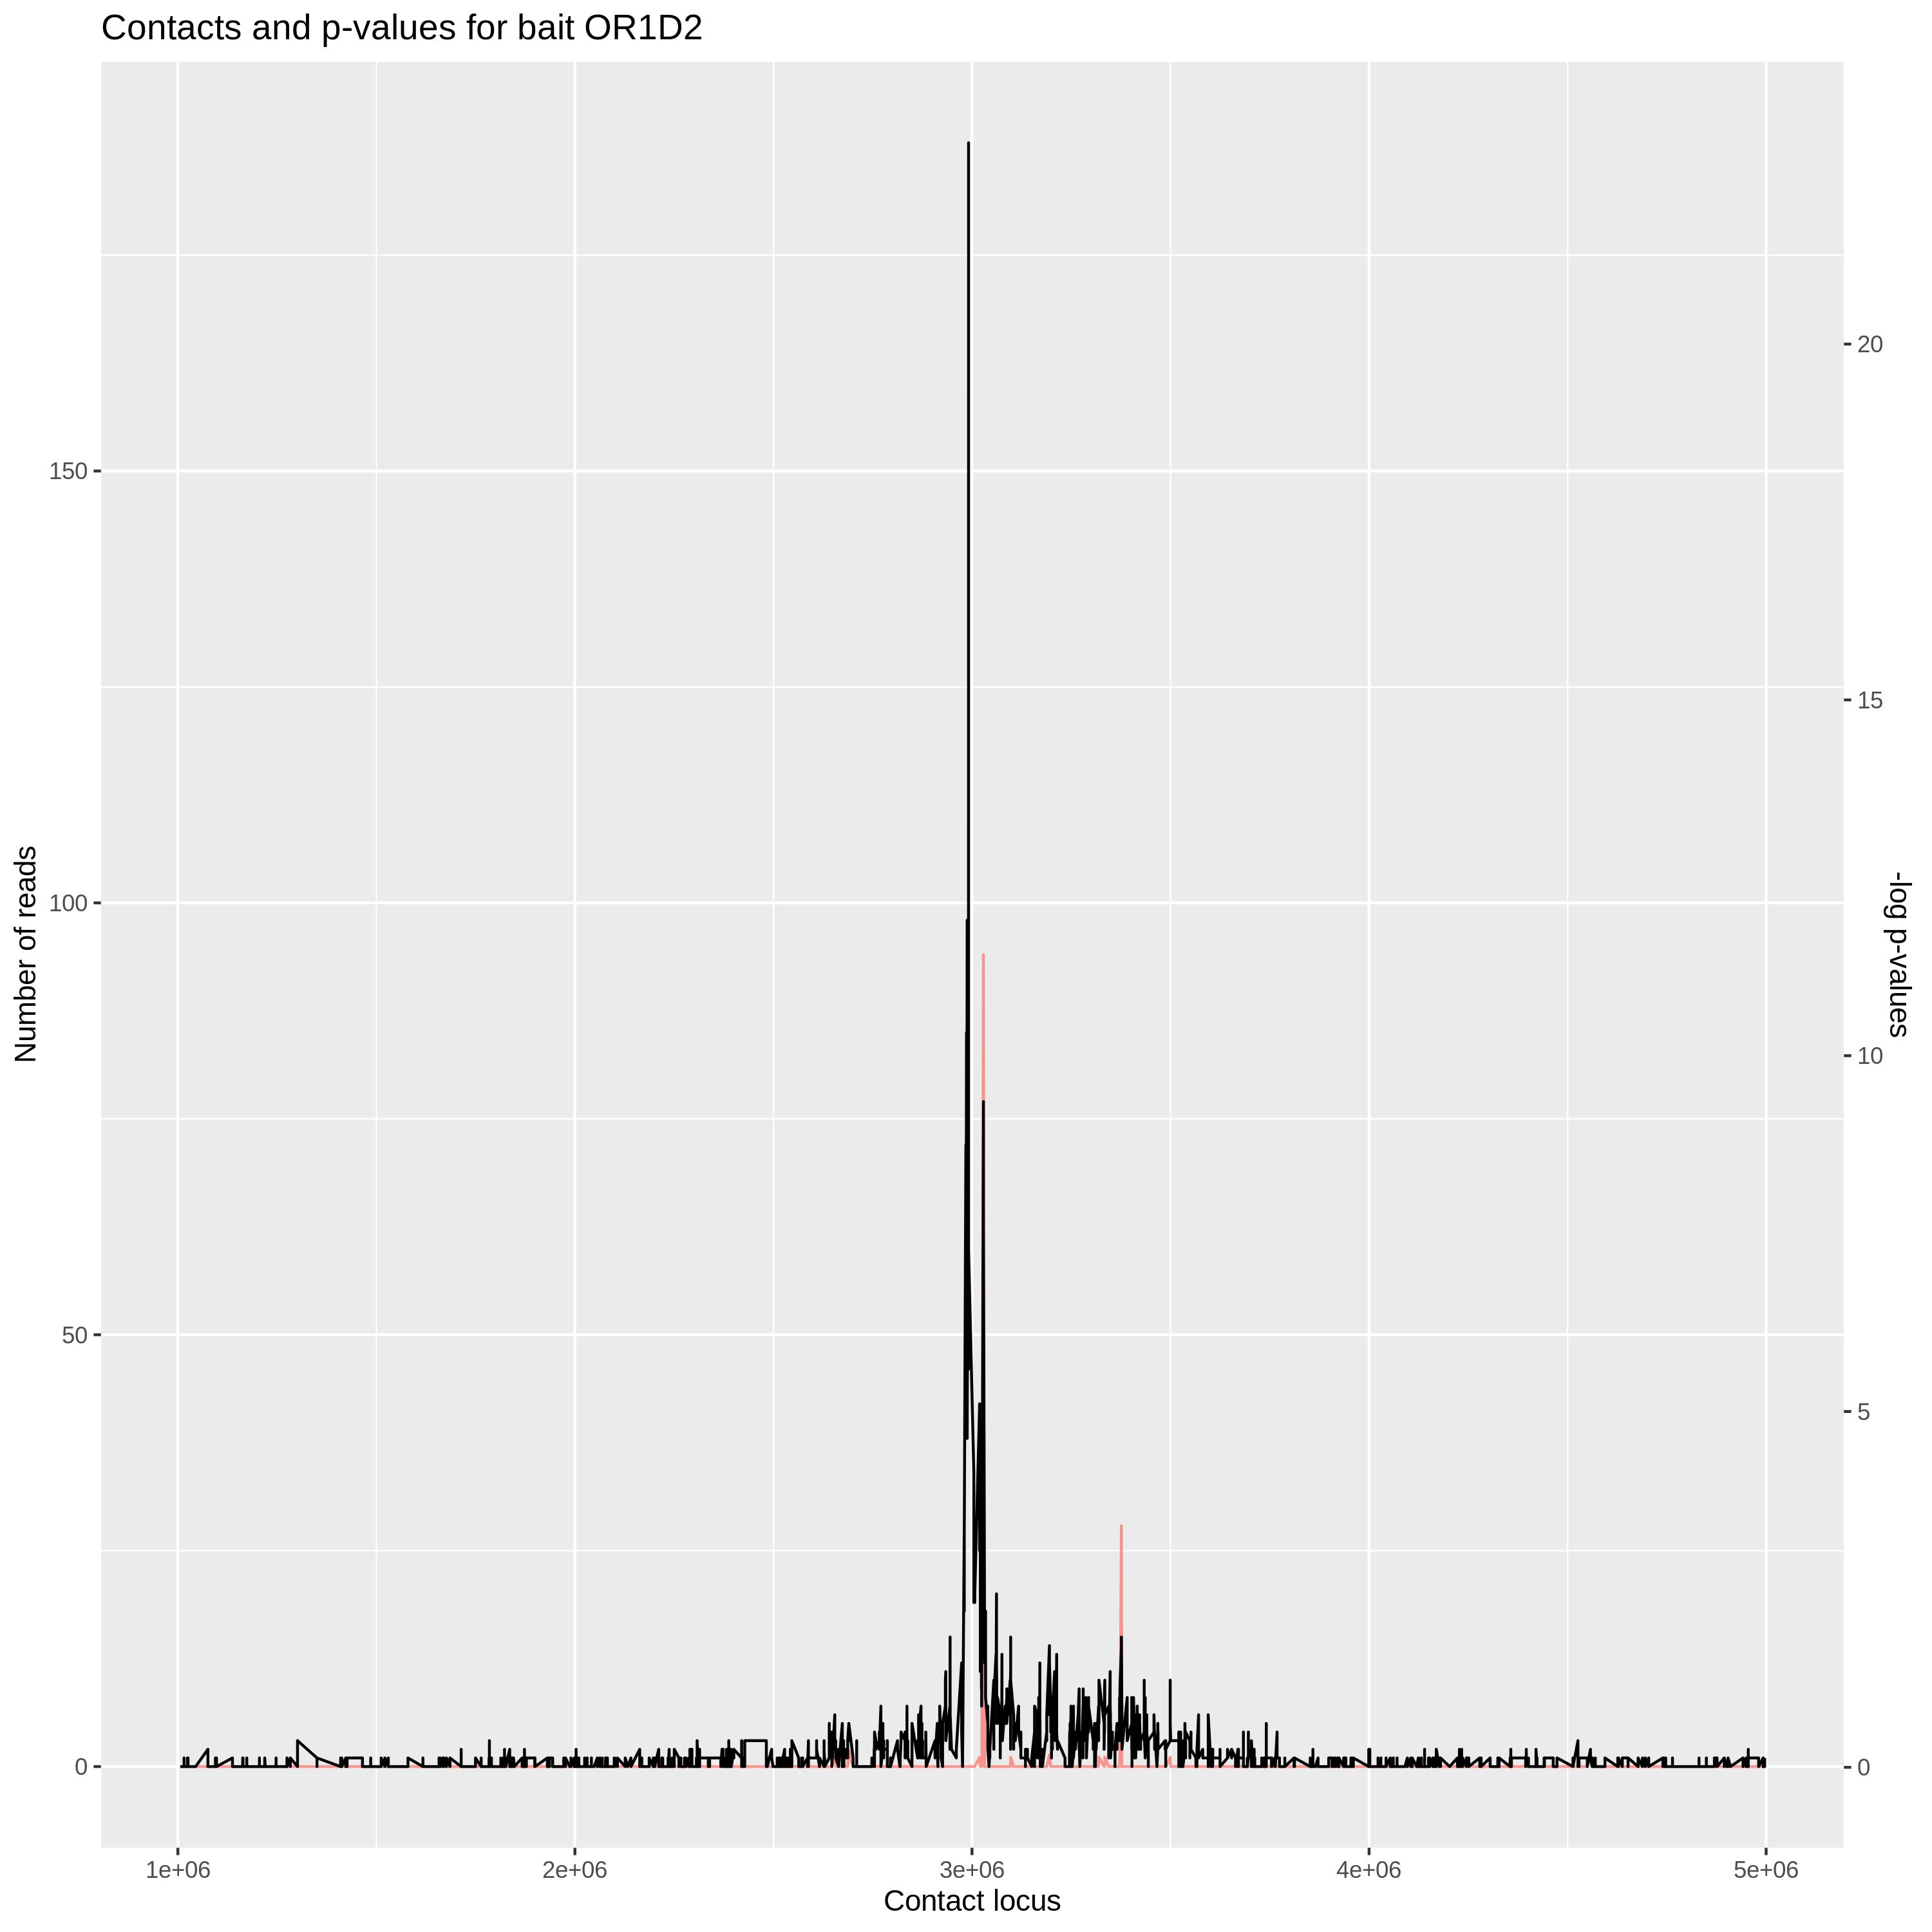 Contacts and p-values for bait OR1D2
150
100
50
0
Number of reads
20
15
10
5
0
-log p-values
1e+06 2e+06 3e+06 4e+06 5e+06
Contact locus